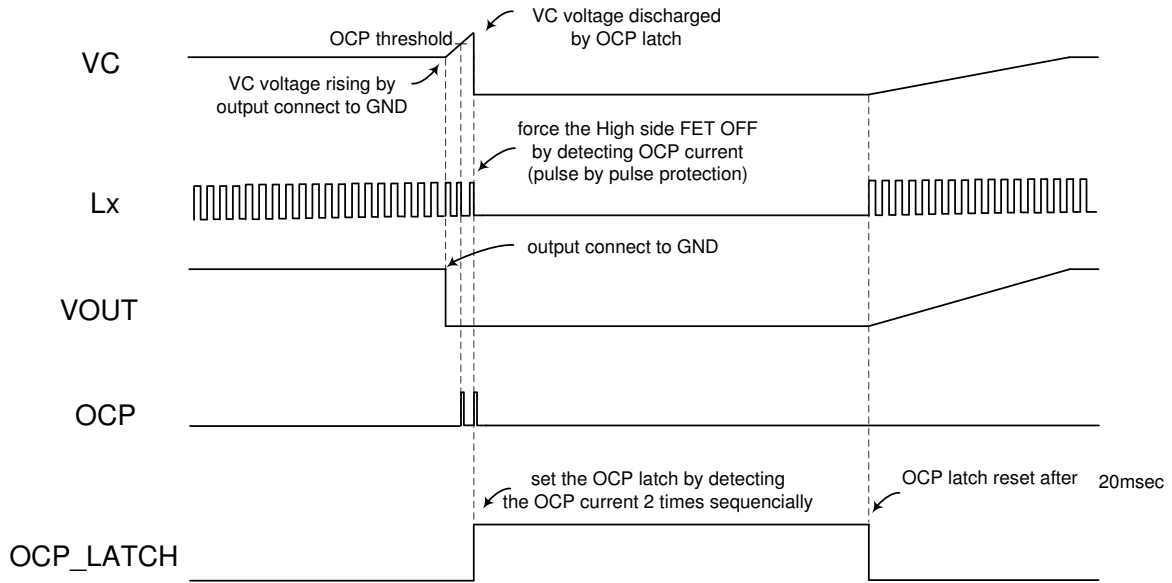 VC voltage discharged
by OCP latch
OCP threshold
VC
VC voltage rising by
output connect to GND
force the High side FET OFF
by detecting OCP current
(pulse by pulse protection)
Lx
output connect to GND
VOUT
OCP
set the OCP latch by detecting
the OCP current 2 times sequencially
OCP latch reset after 20msec
OCP_LATCH